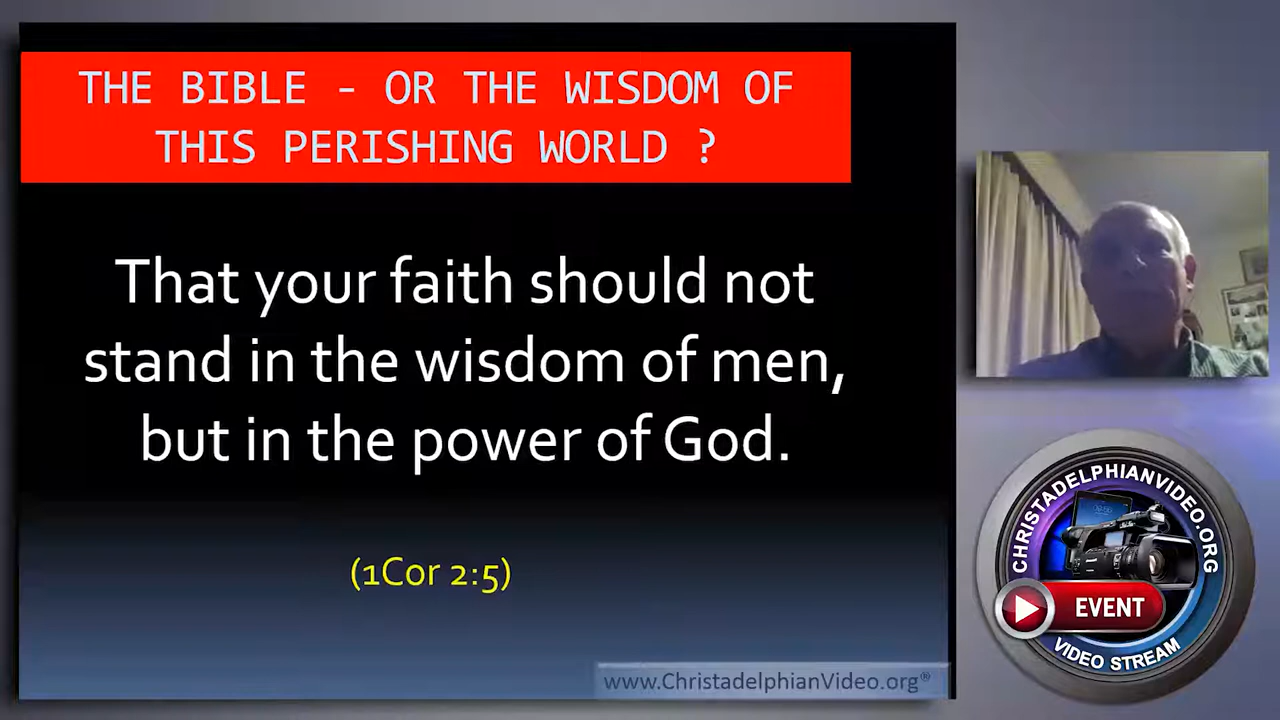 THE BIBLE - OR THE WISDOM OF
THIS PERISHING WORLD ?
That your faith should not
stand in the wisdom of men,
but in the power of God.
(1Cor 2:5)
www.ChristadelphianVideo.org®
CHRISTADELPHIANVIDEO.ORG
EVENT
VIDEO STREAM